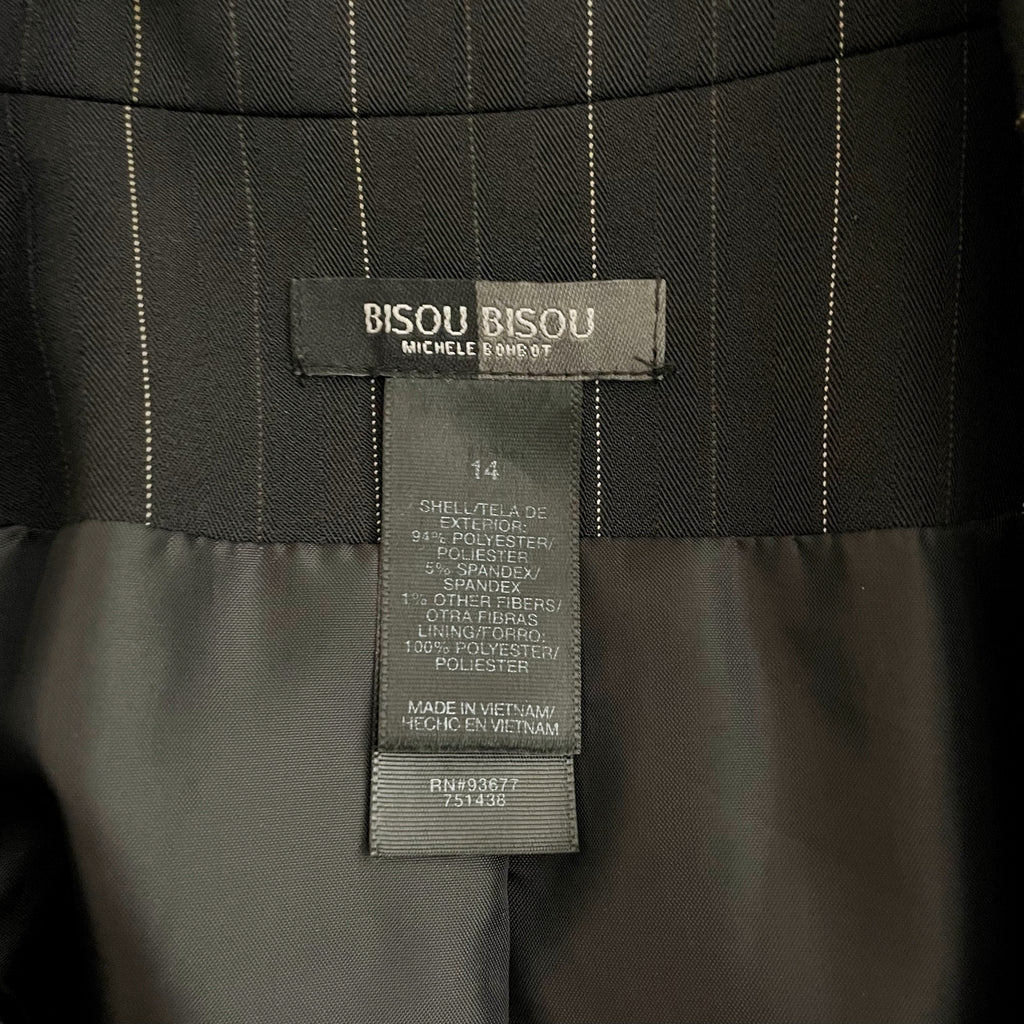 BISOU BISOU
MICHELE BOHBOT
14
SHELL/TELA DE
EXTERIOR:
94% POLYESTER/
POLIESTER
5% SPANDEX/
SPANDEX
1% OTHER FIBERS/
OTRA FIBRAS
LINING/FORRO:
100% POLYESTER/
POLIESTER
MADE IN VIETNAM/
HECHO EN VIETNAM
RN#93677
751438